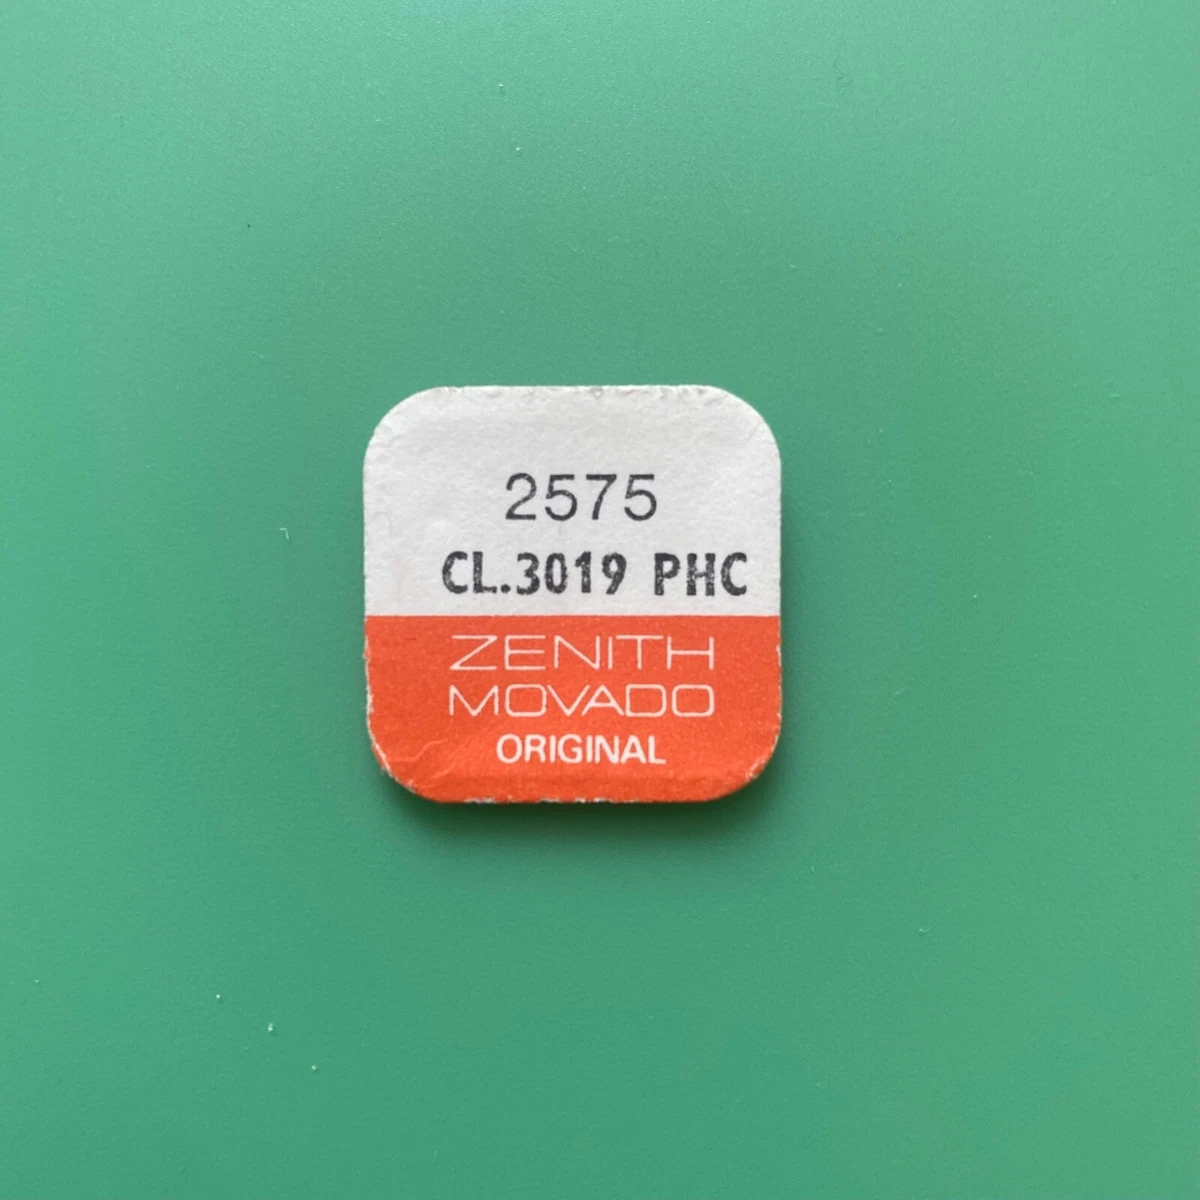 2575
CL.3019 PHC
ZENITH
MOVADO
ORIGINAL